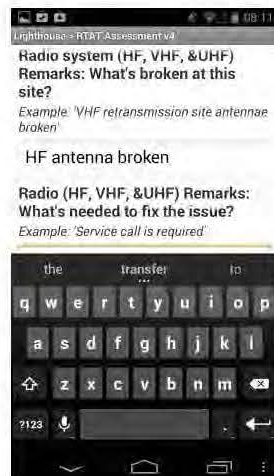 08:11
Lighthouse > RTAT Assessment v4
Radio system (HF, VHF, &UHF)
Remarks: What's broken at this
site?
Example: 'VHF retransmission site antennae
broken'
HF antenna broken
Radio (HF, VHF, &UHF) Remarks:
What's needed to fix the issue?
Example: 'Service call is required'
the transfer to
q w e r t y u i o p
a s d f g h j k l
z x c v b n m
?123 .